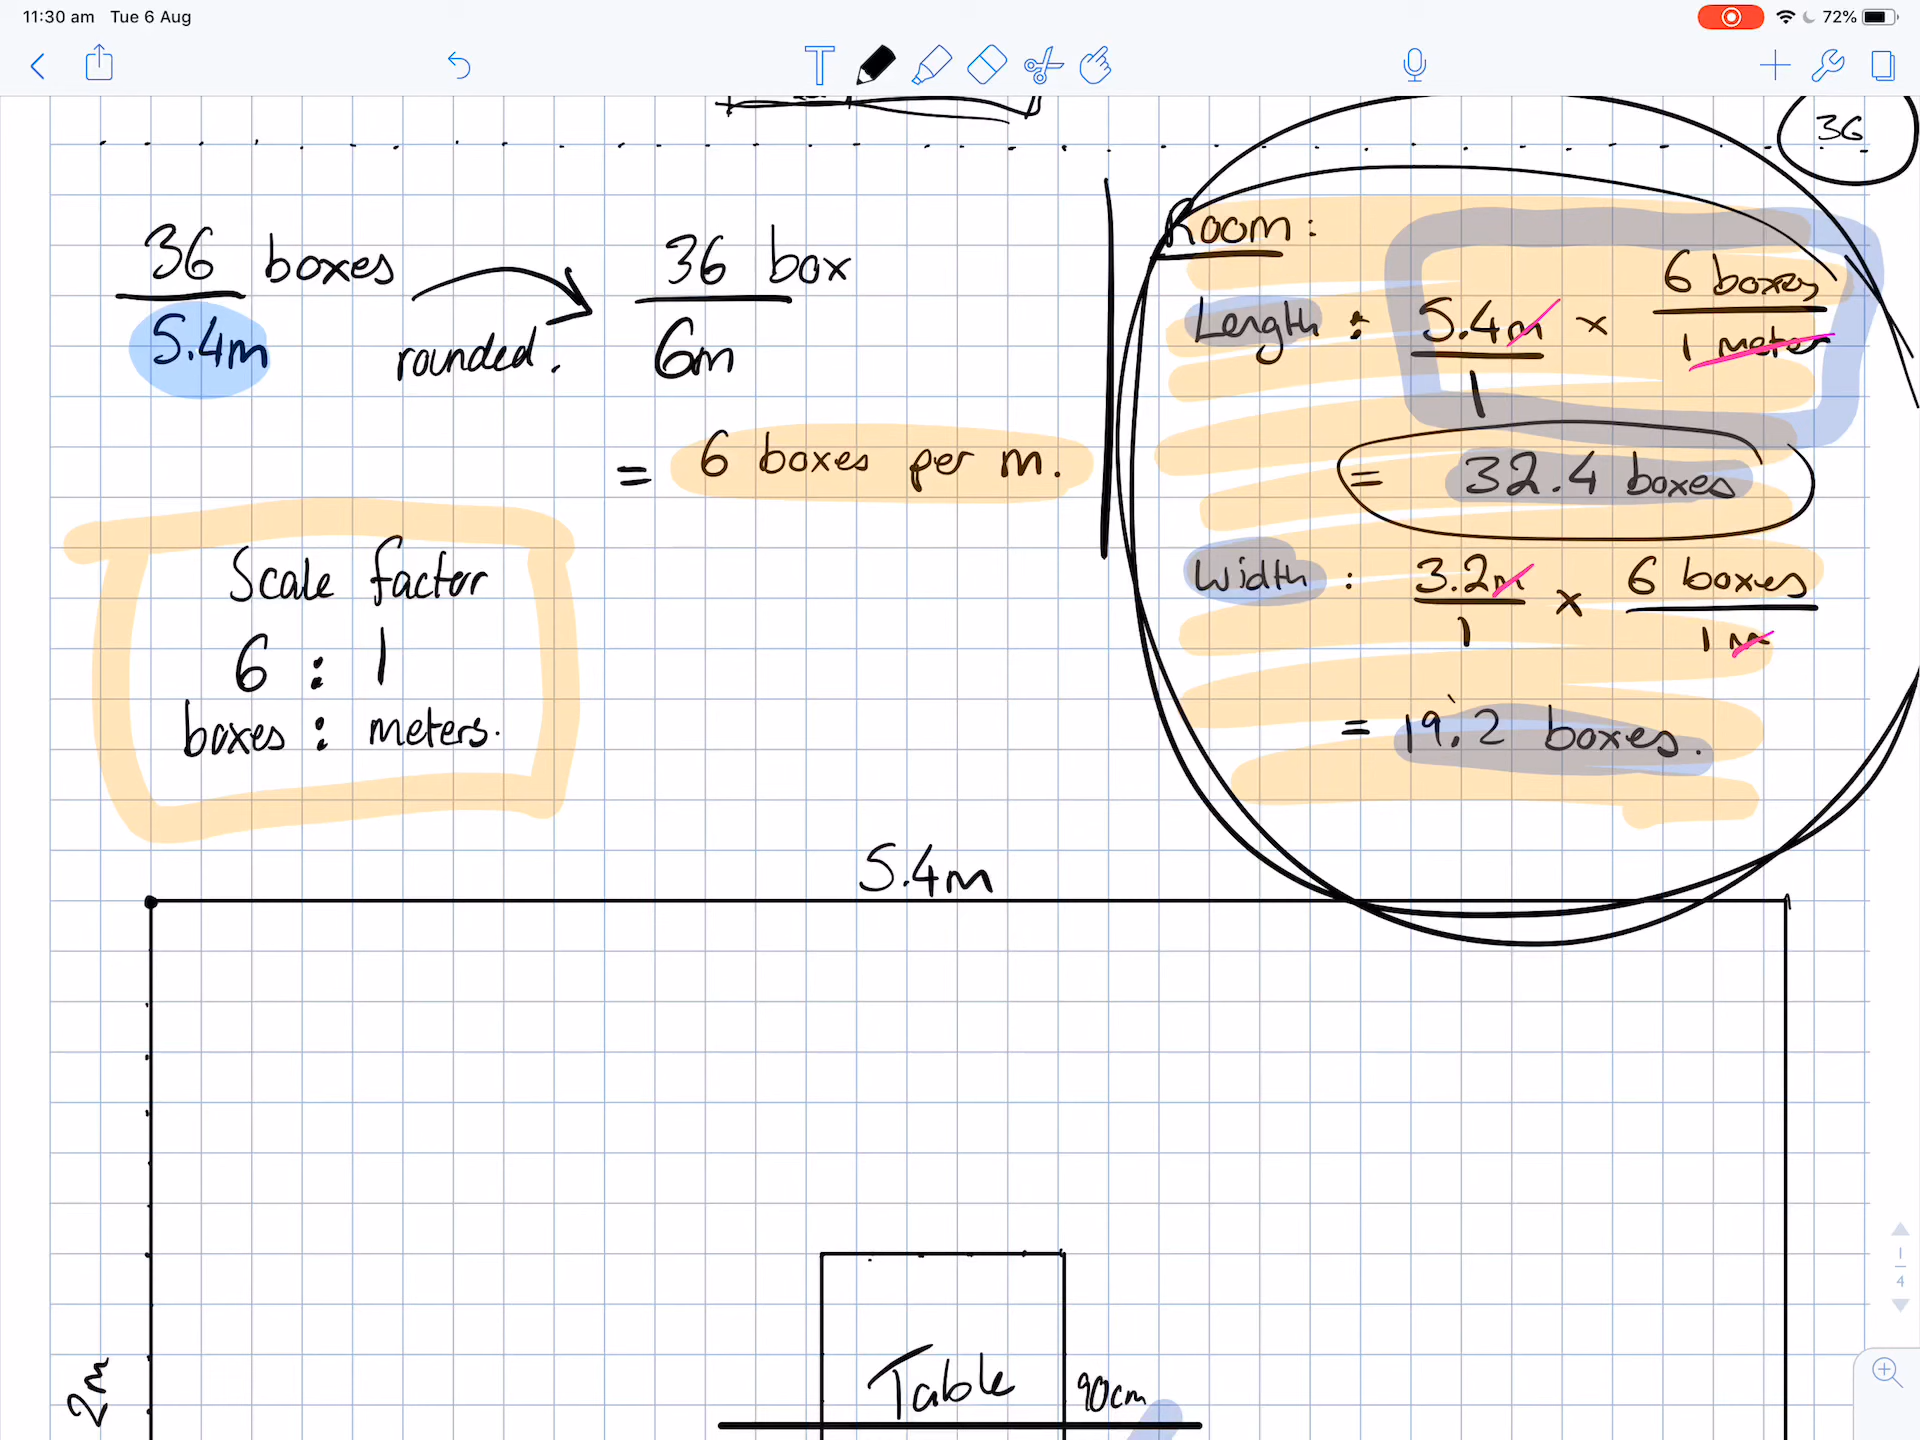 11:30 am Tue 6 Aug
72%
T
36
36 boxes
5.4m
rounded.
36 box
6m
= 6 boxes per m.
Scale factor
6 : 1
boxes : meters.
Room:
Length : 5.4m × 6 boxes
1 1 meter
= 32.4 boxes
Width : 3.2m × 6 boxes
1 1m
= 19.2 boxes.
5.4m
Table
90cm
2m
1
4